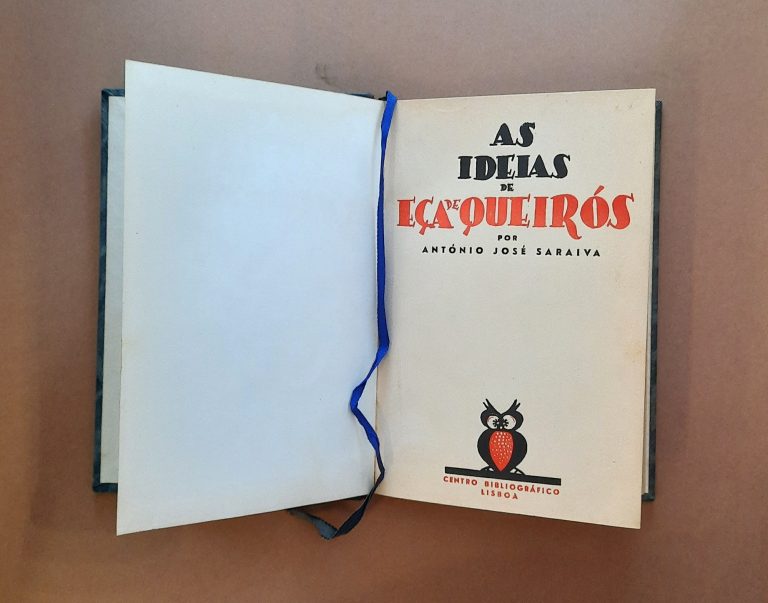 AS
IDEIAS
DE
EÇA DE QUEIRÓS
POR
ANTÓNIO JOSÉ SARAIVA
CENTRO BIBLIOGRÁFICO
LISBOA